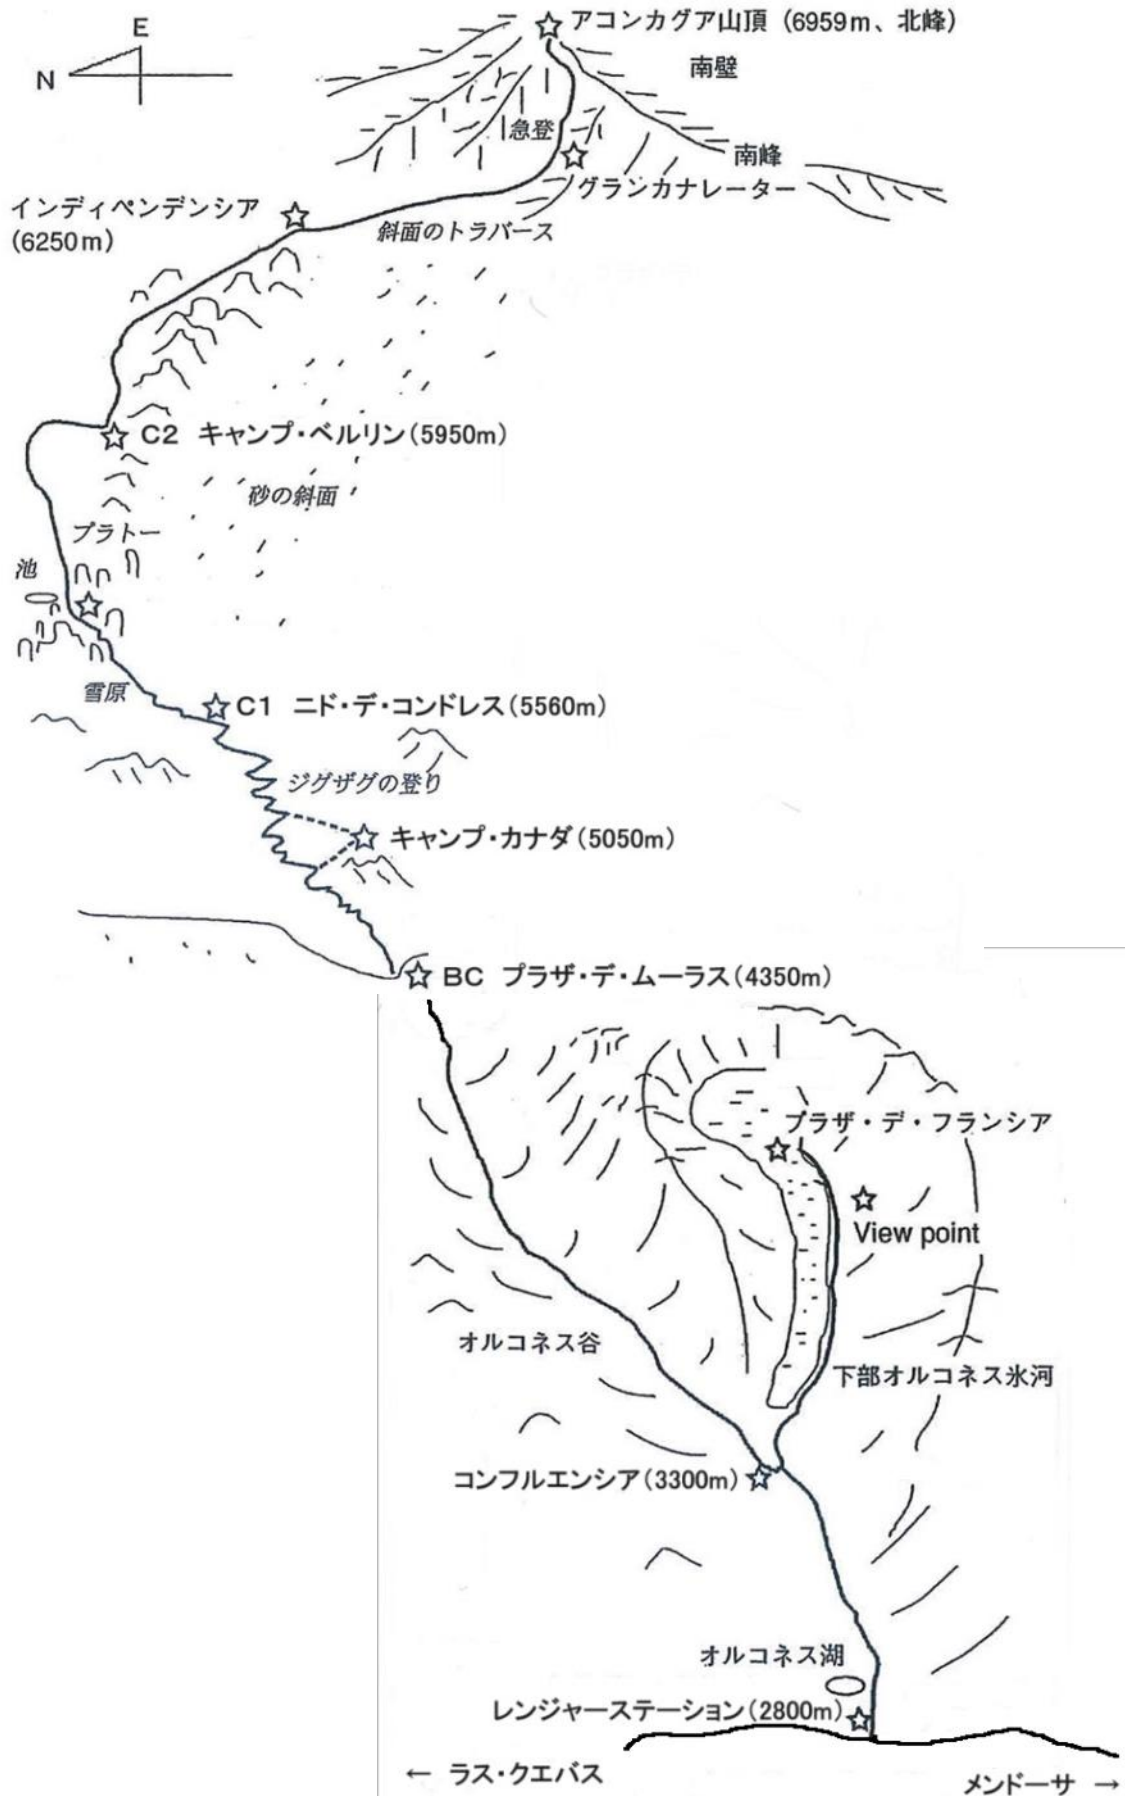 E
N
アコンカグア山頂（6959m、北峰）
南壁
急登
南峰
グランカナレーター
インディペンデンシア
(6250m)
斜面のトラバース
C2 キャンプ・ベルリン（5950m）
砂の斜面
プラトー
池
雪原
C1 ニド・デ・コンドレス（5560m）
ジグザグの登り
キャンプ・カナダ（5050m）
BC プラザ・デ・ムーラス（4350m）
プラザ・デ・フランシア
View point
オルコネス谷
下部オルコネス氷河
コンフルエンシア（3300m）
オルコネス湖
レンジャーステーション（2800m）
← ラス・クエバス
メンドーサ →